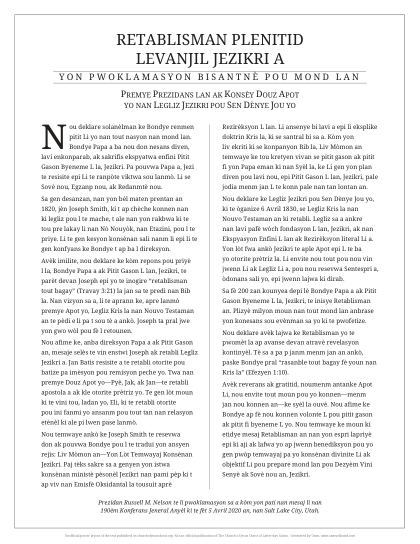 RETABLISMAN PLENITID
LEVANJIL JEZIKRI A
YON PWOKLAMASYON BISANTNÈ POU MOND LAN
PREMYE PREZIDANS LAN AK KONSÈY DOUZ APOT
YO NAN LEGLIZ JEZIKRI POU SEN DÈNYE JOU YO
Nou deklare solanèlman ke Bondye renmen
pitit Li yo nan tout nasyon nan mond lan.
Bondye Papa a ba nou don nesans diven,
lavi enkonparab, ak sakrifis ekspyatwa enfini Pitit
Gason Byeneme L la, Jezikri. Pa pouvwa Papa a, Jezi
te resisite epi Li te ranpòte viktwa sou lanmò. Li se
Sovè nou, Egzanp nou, ak Redanmtè nou.
Sa gen desanzan, nan yon bèl maten prentan an
1820, jèn Joseph Smith, ki t ap chèche konnen nan
ki legliz pou l te mache, t ale nan yon rakbwa ki te
tou pre lakay li nan Nò Nouyòk, nan Etazini, pou l te
priye. Li te gen kesyon konsènan sali nanm li epi li te
gen konfyans ke Bondye t ap ba l direksyon.
Avèk imilite, nou deklare ke kòm repons pou priyè
l la, Bondye Papa a ak Pitit Gason L lan, Jezikri, te
parèt devan Joseph epi yo te inogire “retablisman
tout bagay” (Travay 3:21) la jan sa te predi nan Bib
la. Nan vizyon sa a, li te aprann ke, apre lanmò
premye Apot yo, Legliz Kris la nan Nouvo Testaman
an te pèdi e li pa t sou tè a ankò. Joseph ta pral jwe
yon gwo wòl pou fè l retounen.
Nou afime ke, anba direksyon Papa a ak Pitit Gason
an, mesaje selès te vin enstwi Joseph ak retabli Legliz
Jezikri a. Jan Batis resisite a te retabli otorite pou
batize pa imèsyon pou remisyon peche yo. Twa nan
premye Douz Apot yo—Pyè, Jak, ak Jan—te retabli
apostola a ak kle otorite prètriz yo. Te gen lòt moun
ki te vini tou, ladan yo, Eli, ki te retabli otorite
pou ini fanmi yo ansanm pou tout tan nan relasyon
etènèl ki ale pi lwen pase lanmò.
Nou temwaye ankò ke Joseph Smith te resevwa
don ak pouvwa Bondye pou l te tradui yon ansyen
rejis: Liv Mòmon an—Yon Lòt Temwayaj Konsènan
Jezikri. Paj tèks sakre sa a genyen yon istwa
konsènan ministè pèsonèl Jezikri nan pami pèp ki t
ap viv nan Emisfè Oksidantal la tousuit aprè
Rezirèksyon L lan. Li ansenye bi lavi a epi li eksplike
doktrin Kris la, ki se santral bi sa a. Kòm yon
ekriti ki konplemante Bib la, Liv Mòmon an
temwaye ke tou kretyen vivan se pitit gason ak pitit
fi yon Papa eman ki nan Syèl la, ke Li gen yon plan
diven pou lavi nou, epi Pitit Gason L lan, Jezikri, pale
jodia menm jan L te konn pale nan tan lontan an.
Nou deklare ke Legliz Jezikri pou Sen Dènye Jou Yo,
ki te òganize 6 Avril 1830, se Legliz Kris la nan
Nouvo Testaman an ki retabli. Legliz sa a ankre
nan lavi pafè wòch fondasyon L lan, Jezikri, ak nan
Ekspyasyon Enfini L lan ak Rezirèksyon literal Li a.
Yon lòt fwa ankò Jezikri te aple Apot yo epi L te ba
yo otorite prètriz la. Li envite nou tout pou nou vin
jwenn Li ak Legliz Li a, pou nou resevwa Sentespri a,
òdonans sali yo, epi jwenn lajwa ki dirab.
Sa fè 200 zan kounyea depi lè Bondye Papa a ak Pitit
Gason Byeneme L lan, Jezikri, te inisye Retablisman
an. Plizyè milyon moun nan tout mond lan anbrase
yon konesans sou evènman sa yo ki te pwofetize.
Nou deklare avèk lajwa ke Retablisman yo te
pwomèt la ap avanse devan atravè revelasyon
kontinyèl. Tè sa a pa p janm menm jan an ankò,
paske Bondye pral “rasanble tout bagay fè youn nan
Kris la” (Efezyen 1:10).
Avèk reverans ak gratitid, noumenm antanke Apot
Li, nou envite tout moun pou yo konnen—menm
jan nou konnen an—ke syèl la ouvè. Nou afime ke
Bondye ap fè nou konnen volonte L pou pitit gason
ak pitit fi byeneme L yo. Nou temwaye ke moun ki
etidye mesaj Retablisman an nan yon espri lapriyè
epi ki aji ak lafwa yo ap jwenn benediksyon pou yo
gen pwòp temwayaj pa yo konsènan divinite Li ak
objektif Li pou prepare mond lan pou Dezyèm Vini
Senyè ak Sovè nou an, Jezikri.
Prezidan Russell M. Nelson te li pwoklamasyon sa a kòm yon pati nan mesaj li nan
190èm Konferans Jeneral Anyèl ki te fèt 5 Avril 2020 an, nan Salt Lake City, Utah.